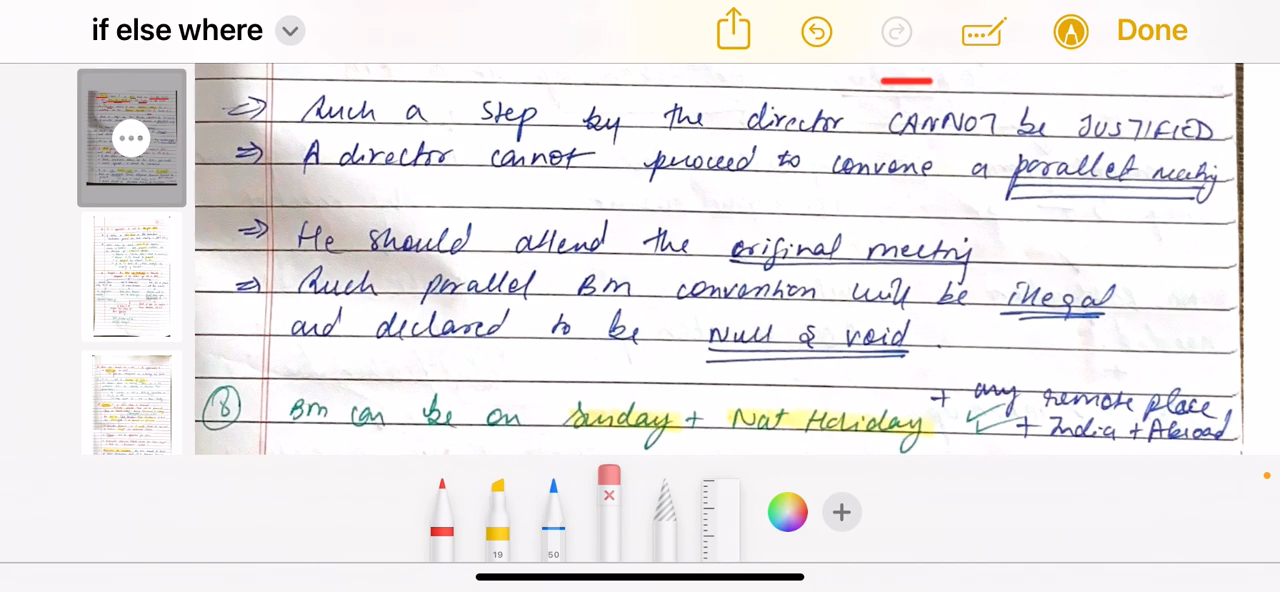 if else where
Done
⇒ Such a step by the director CANNOT be JUSTIFIED
⇒ A director cannot proceed to convene a parallel meeting
⇒ He should attend the original meeting
⇒ Such parallel BM convention will be illegal
and declared to be Null & void.
⑧ BM can be on Sunday + Nat Holiday ✓ + any remote place,
+ India + Abroad
19
50